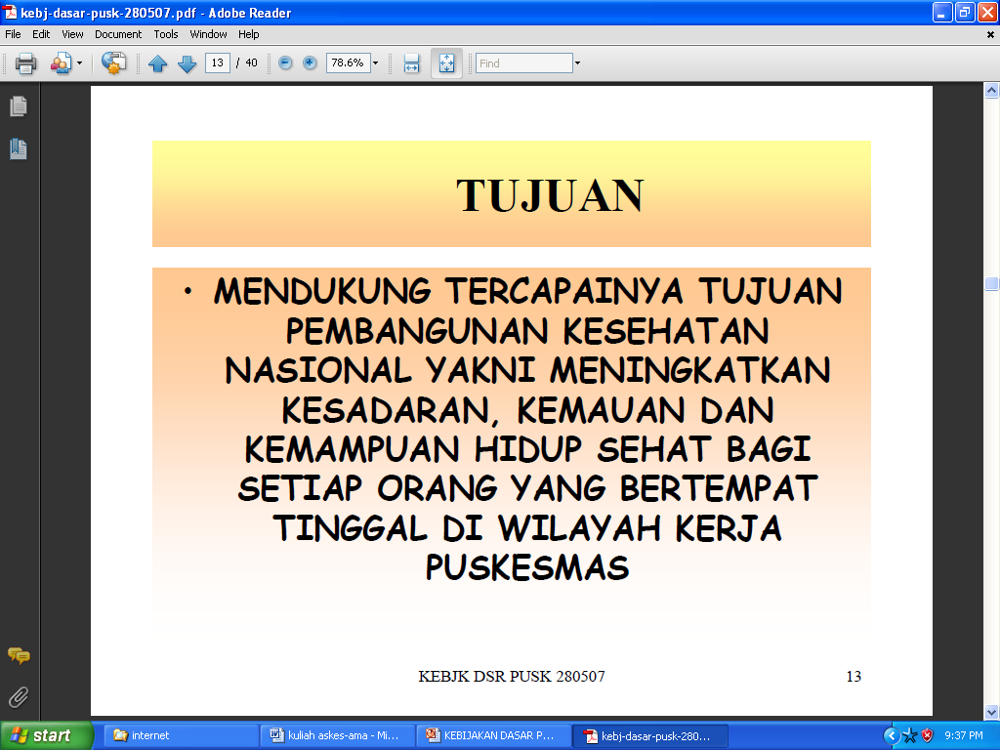 kebj-dasar-pusk-280507.pdf - Adobe Reader
File Edit View Document Tools Window Help
13 / 40 78.6% Find
TUJUAN
• MENDUKUNG TERCAPAINYA TUJUAN
PEMBANGUNAN KESEHATAN
NASIONAL YAKNI MENINGKATKAN
KESADARAN, KEMAUAN DAN
KEMAMPUAN HIDUP SEHAT BAGI
SETIAP ORANG YANG BERTEMPAT
TINGGAL DI WILAYAH KERJA
PUSKESMAS
KEBJK DSR PUSK 280507 13
start internet kuliah askes-ama - Mi... KEBIJAKAN DASAR P... kebj-dasar-pusk-280... 9:37 PM